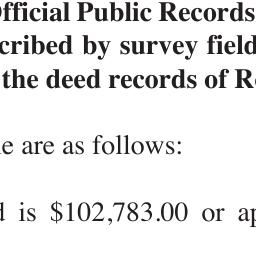 Official Public Records
cribed by survey field
the deed records of R
e are as follows:
d is $102,783.00 or ap